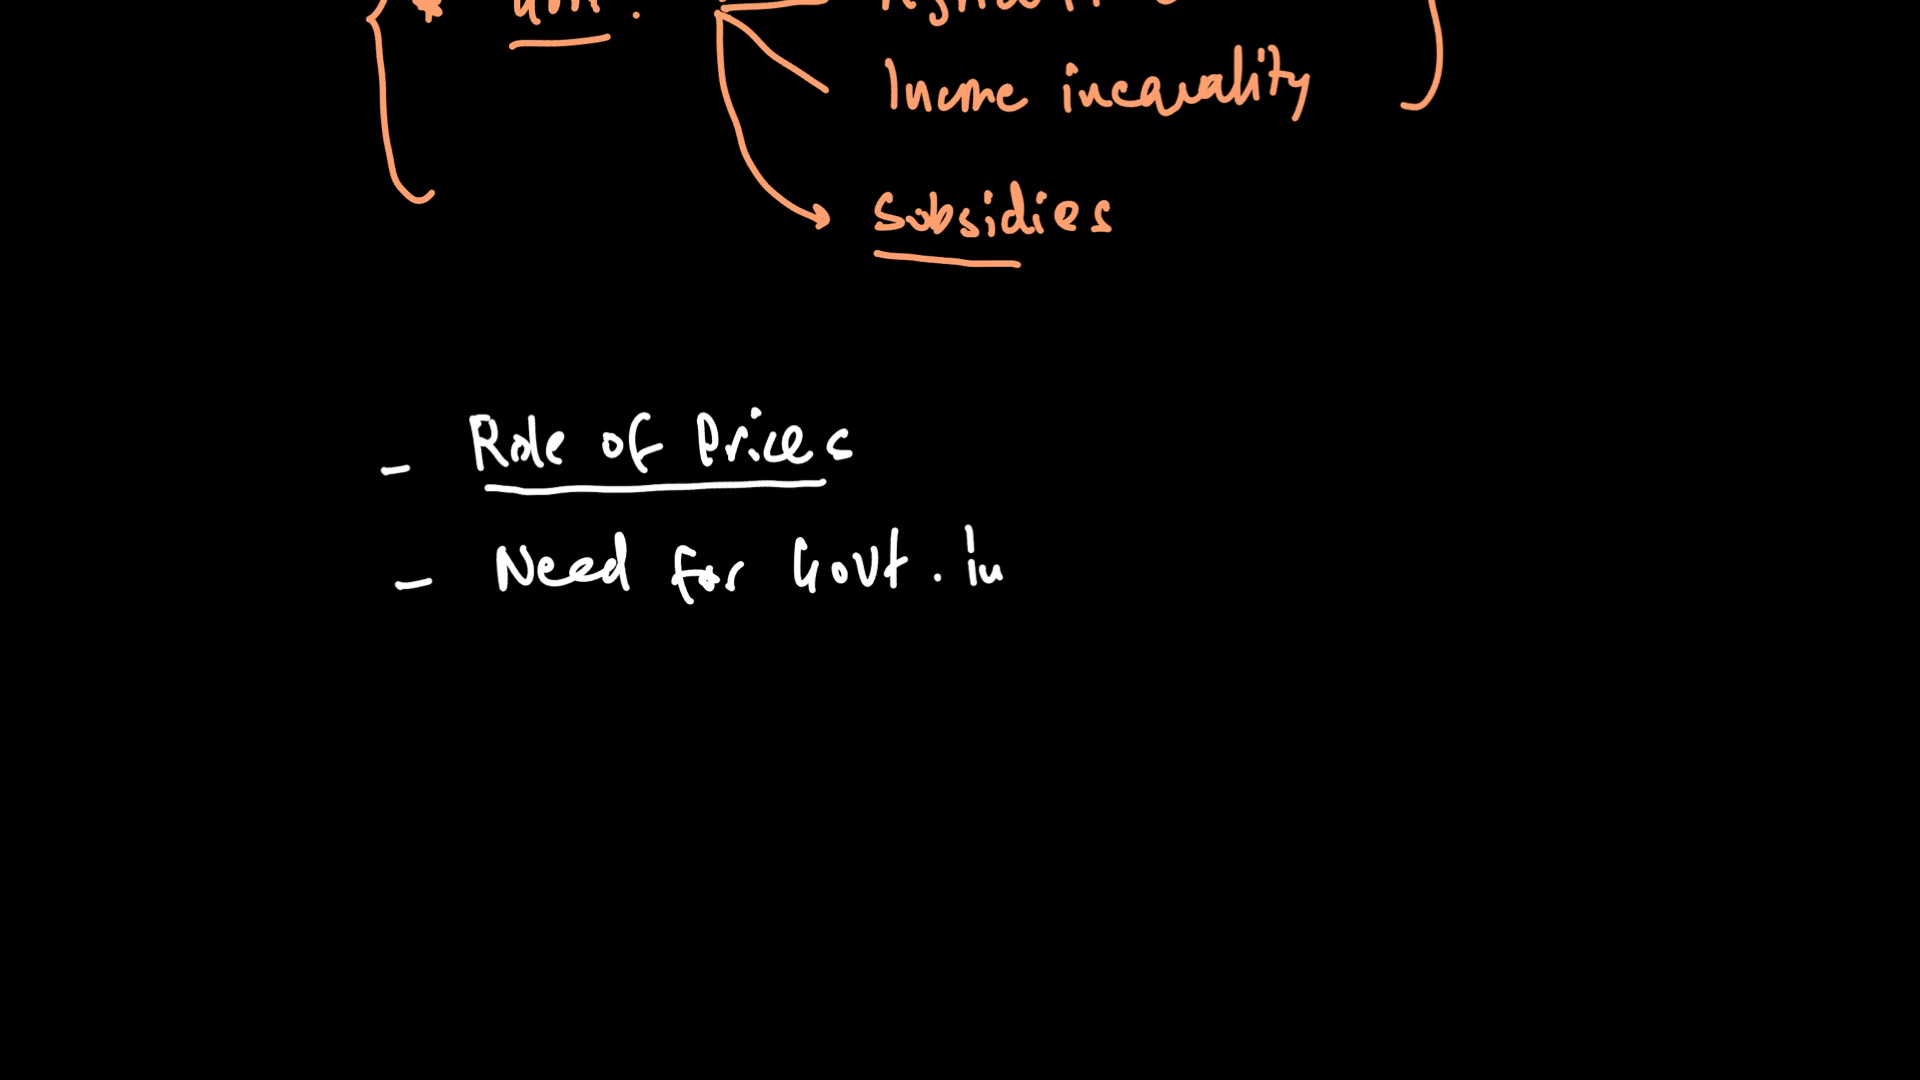 Income inequality
Subsidies
- Role of Prices
- Need for Govt. in